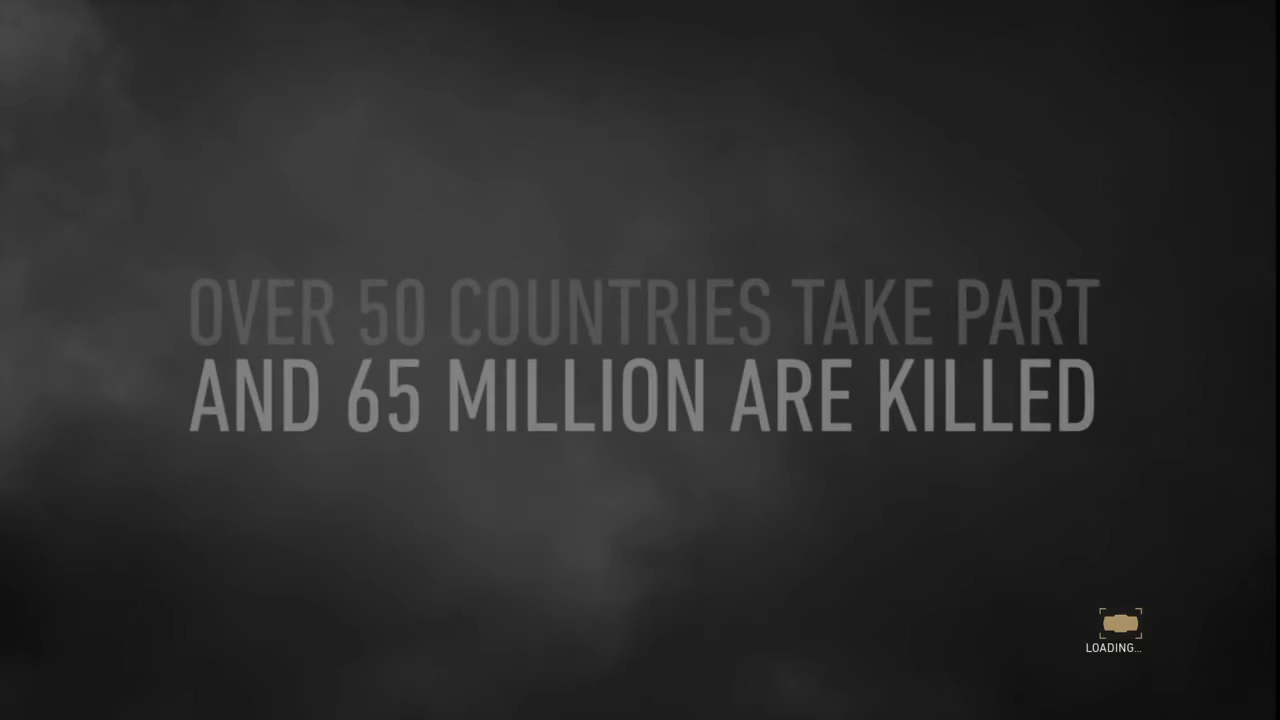 OVER 50 COUNTRIES TAKE PART
AND 65 MILLION ARE KILLED
LOADING...